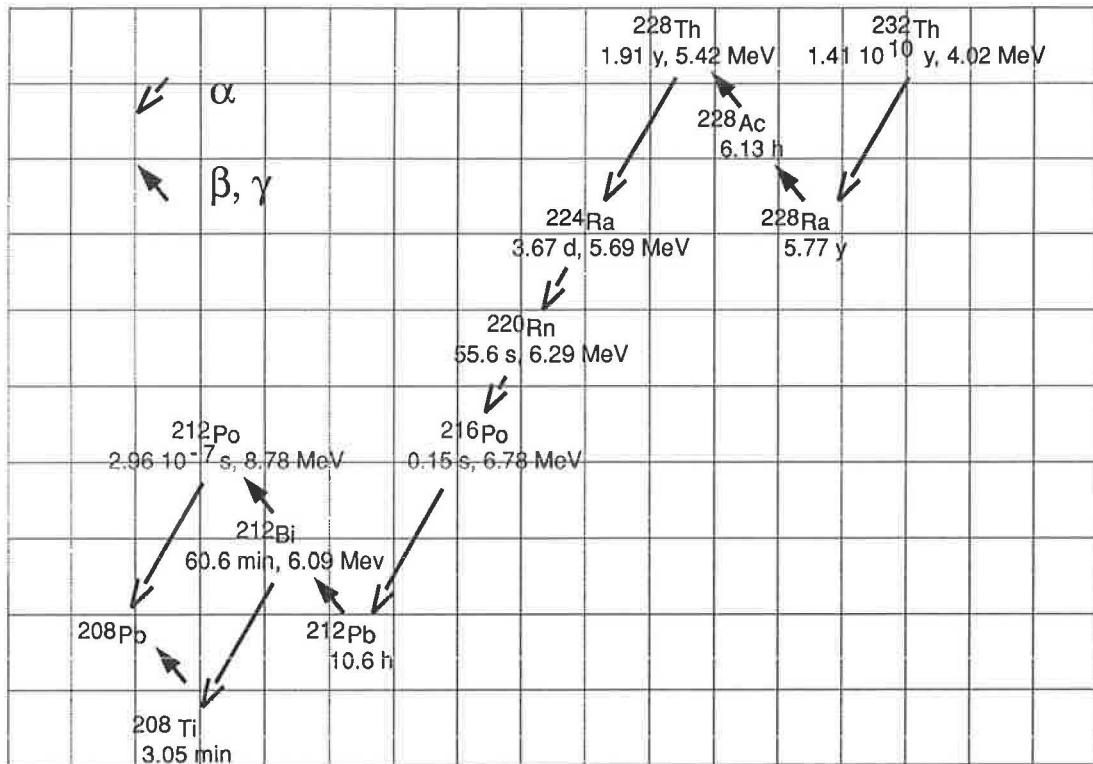 ²²⁸Th
1.91 y, 5.42 MeV
²³²Th
1.41 10¹⁰ y, 4.02 MeV
α
²²⁸Ac
6.13 h
β, γ
²²⁴Ra
3.67 d, 5.69 MeV
²²⁸Ra
5.77 y
²²⁰Rn
55.6 s, 6.29 MeV
²¹²Po
2.96 10⁻⁷ s, 8.78 MeV
²¹⁶Po
0.15 s, 6.78 MeV
²¹²Bi
60.6 min, 6.09 Mev
²⁰⁸Pb
²¹²Pb
10.6 h
²⁰⁸ Ti
3.05 min